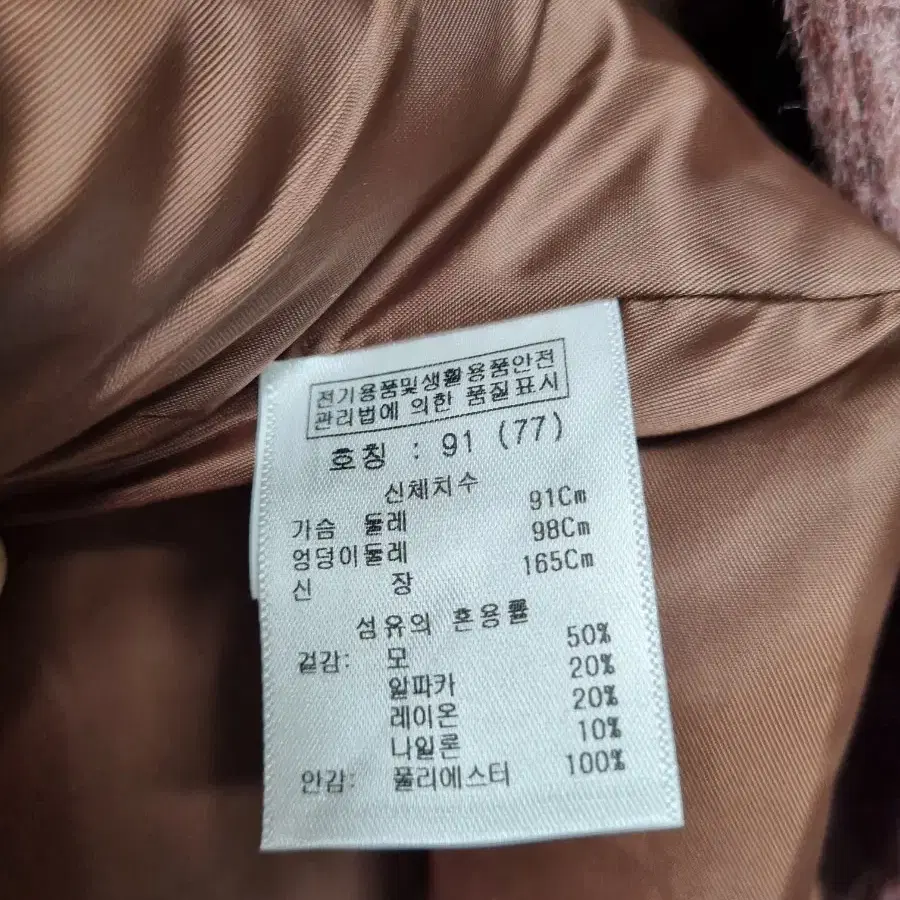 전기용품및생활용품안전
관리법에 의한 품질표시
호칭 : 91 (77)
신체치수
가슴 둘레 91Cm
엉덩이둘레 98Cm
신 장 165Cm
섬유의 혼용률
겉감: 모 50%
알파카 20%
레이온 20%
나일론 10%
안감: 폴리에스터 100%